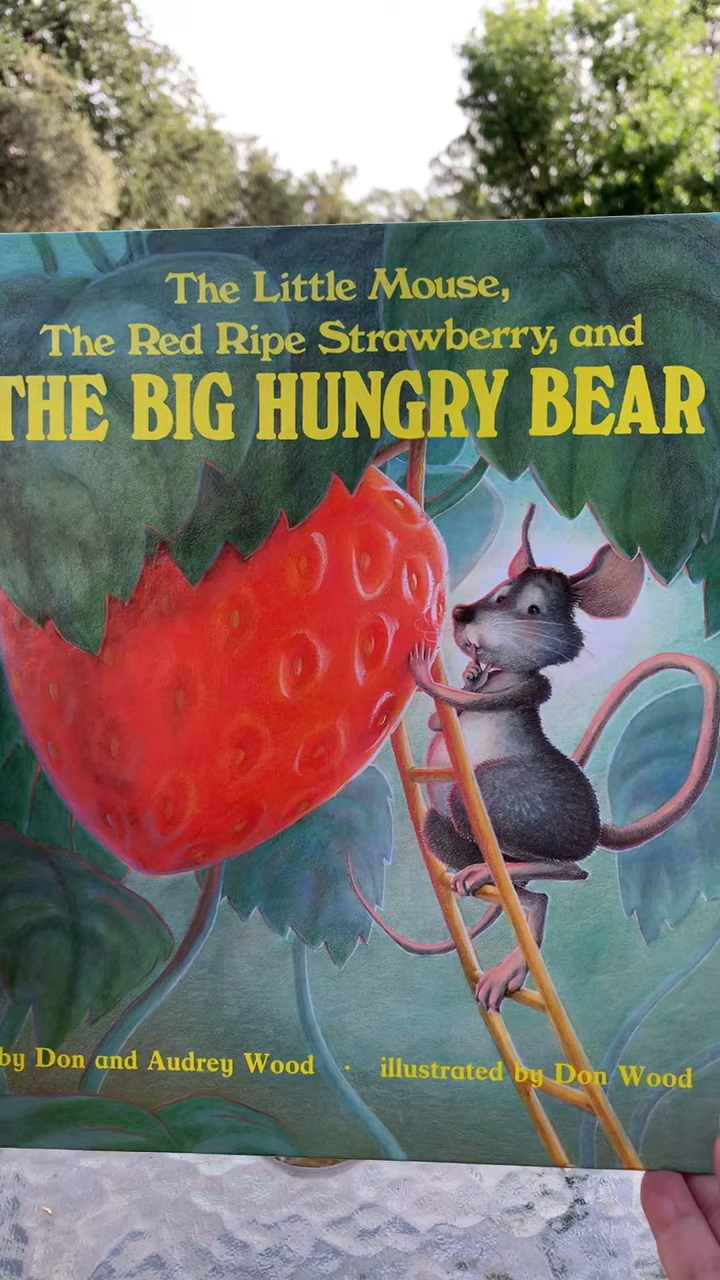 The Little Mouse,
The Red Ripe Strawberry, and
THE BIG HUNGRY BEAR
by Don and Audrey Wood · illustrated by Don Wood